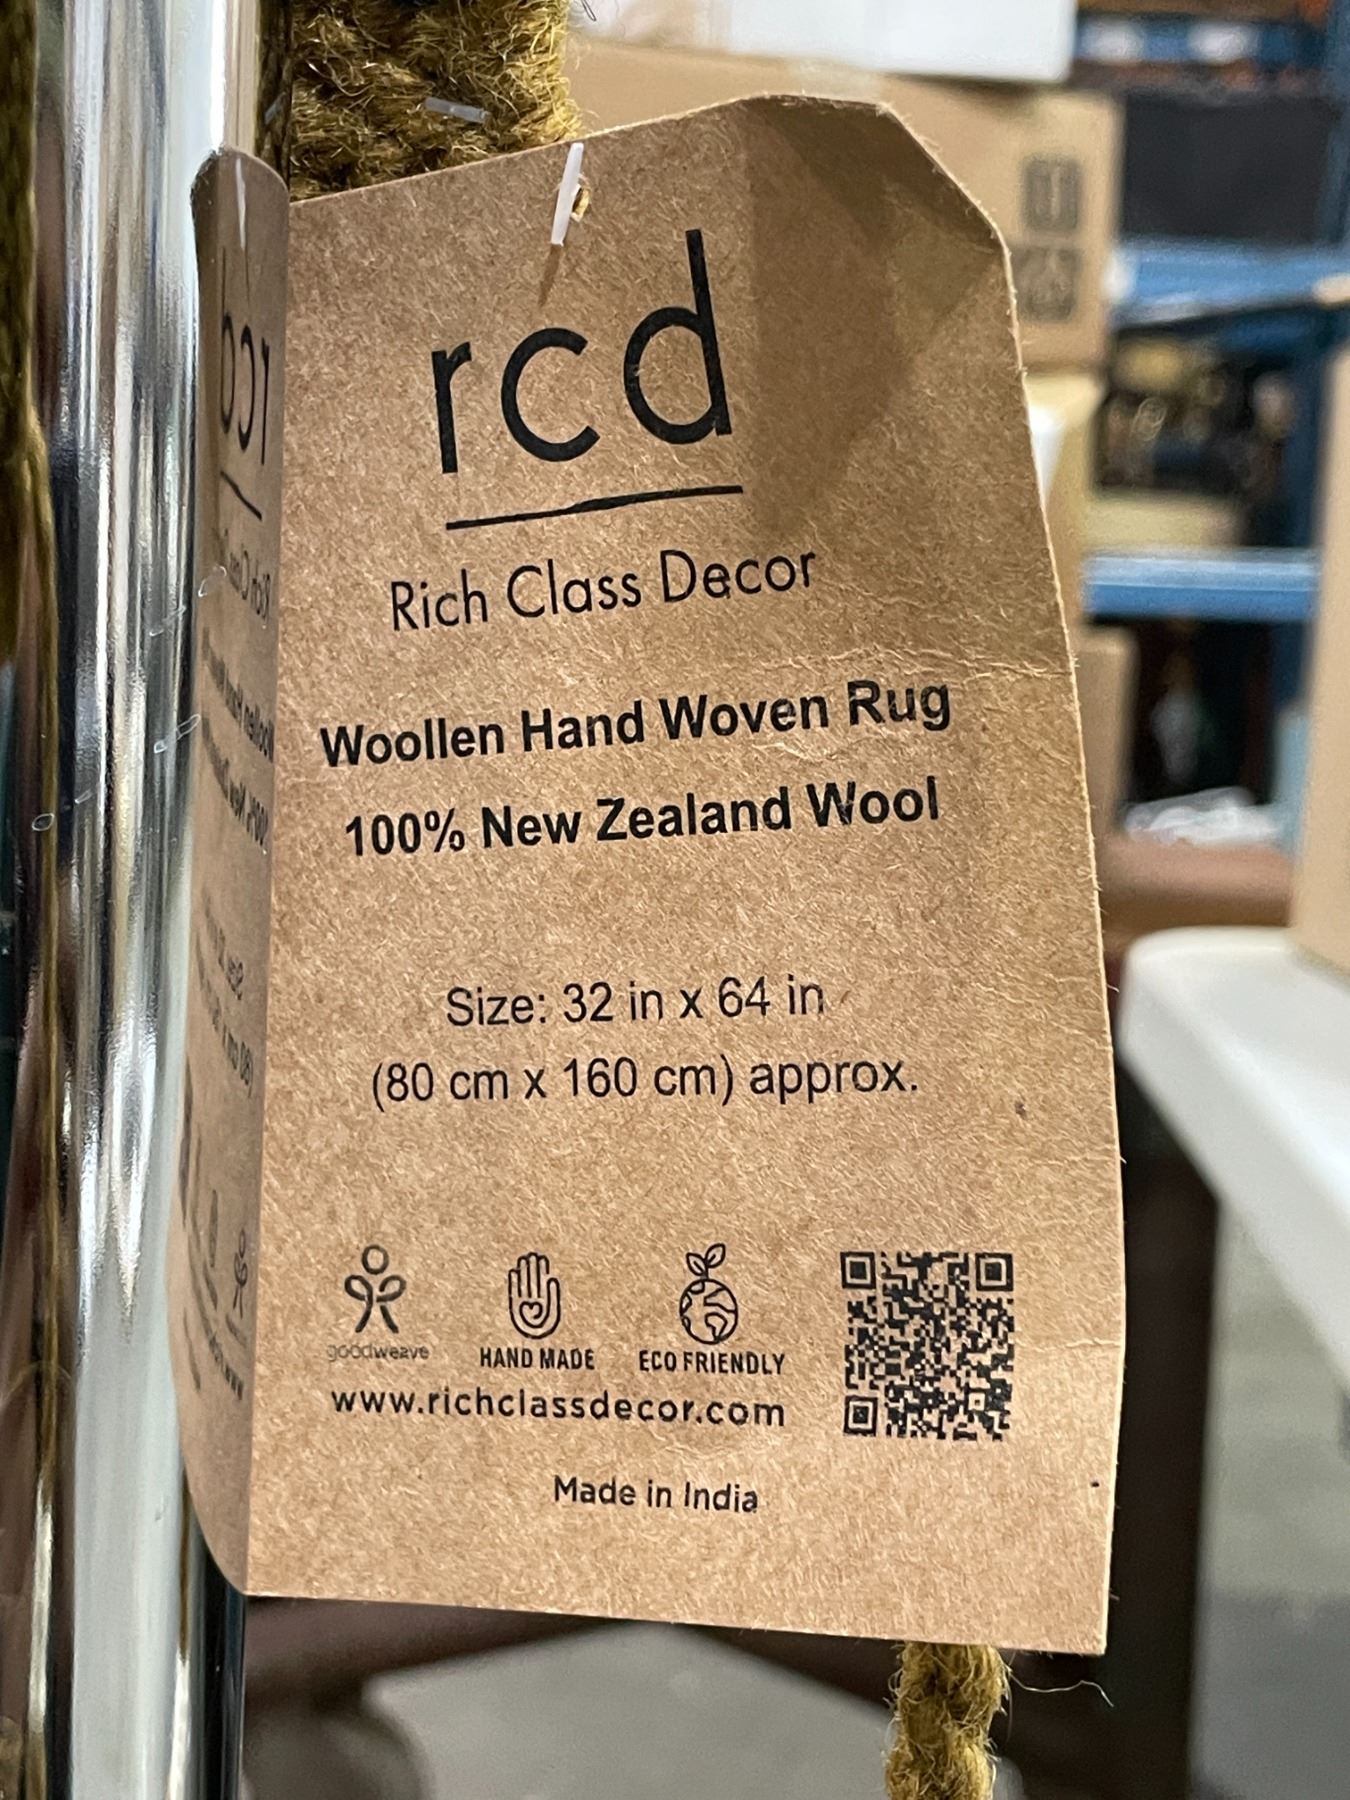 rcd
Rich Class Decor
Woollen Hand Woven Rug
100% New Zealand Wool
Size: 32 in x 64 in
(80 cm x 160 cm) approx.
goodweave
HAND MADE
ECO FRIENDLY
www.richclassdecor.com
Made in India